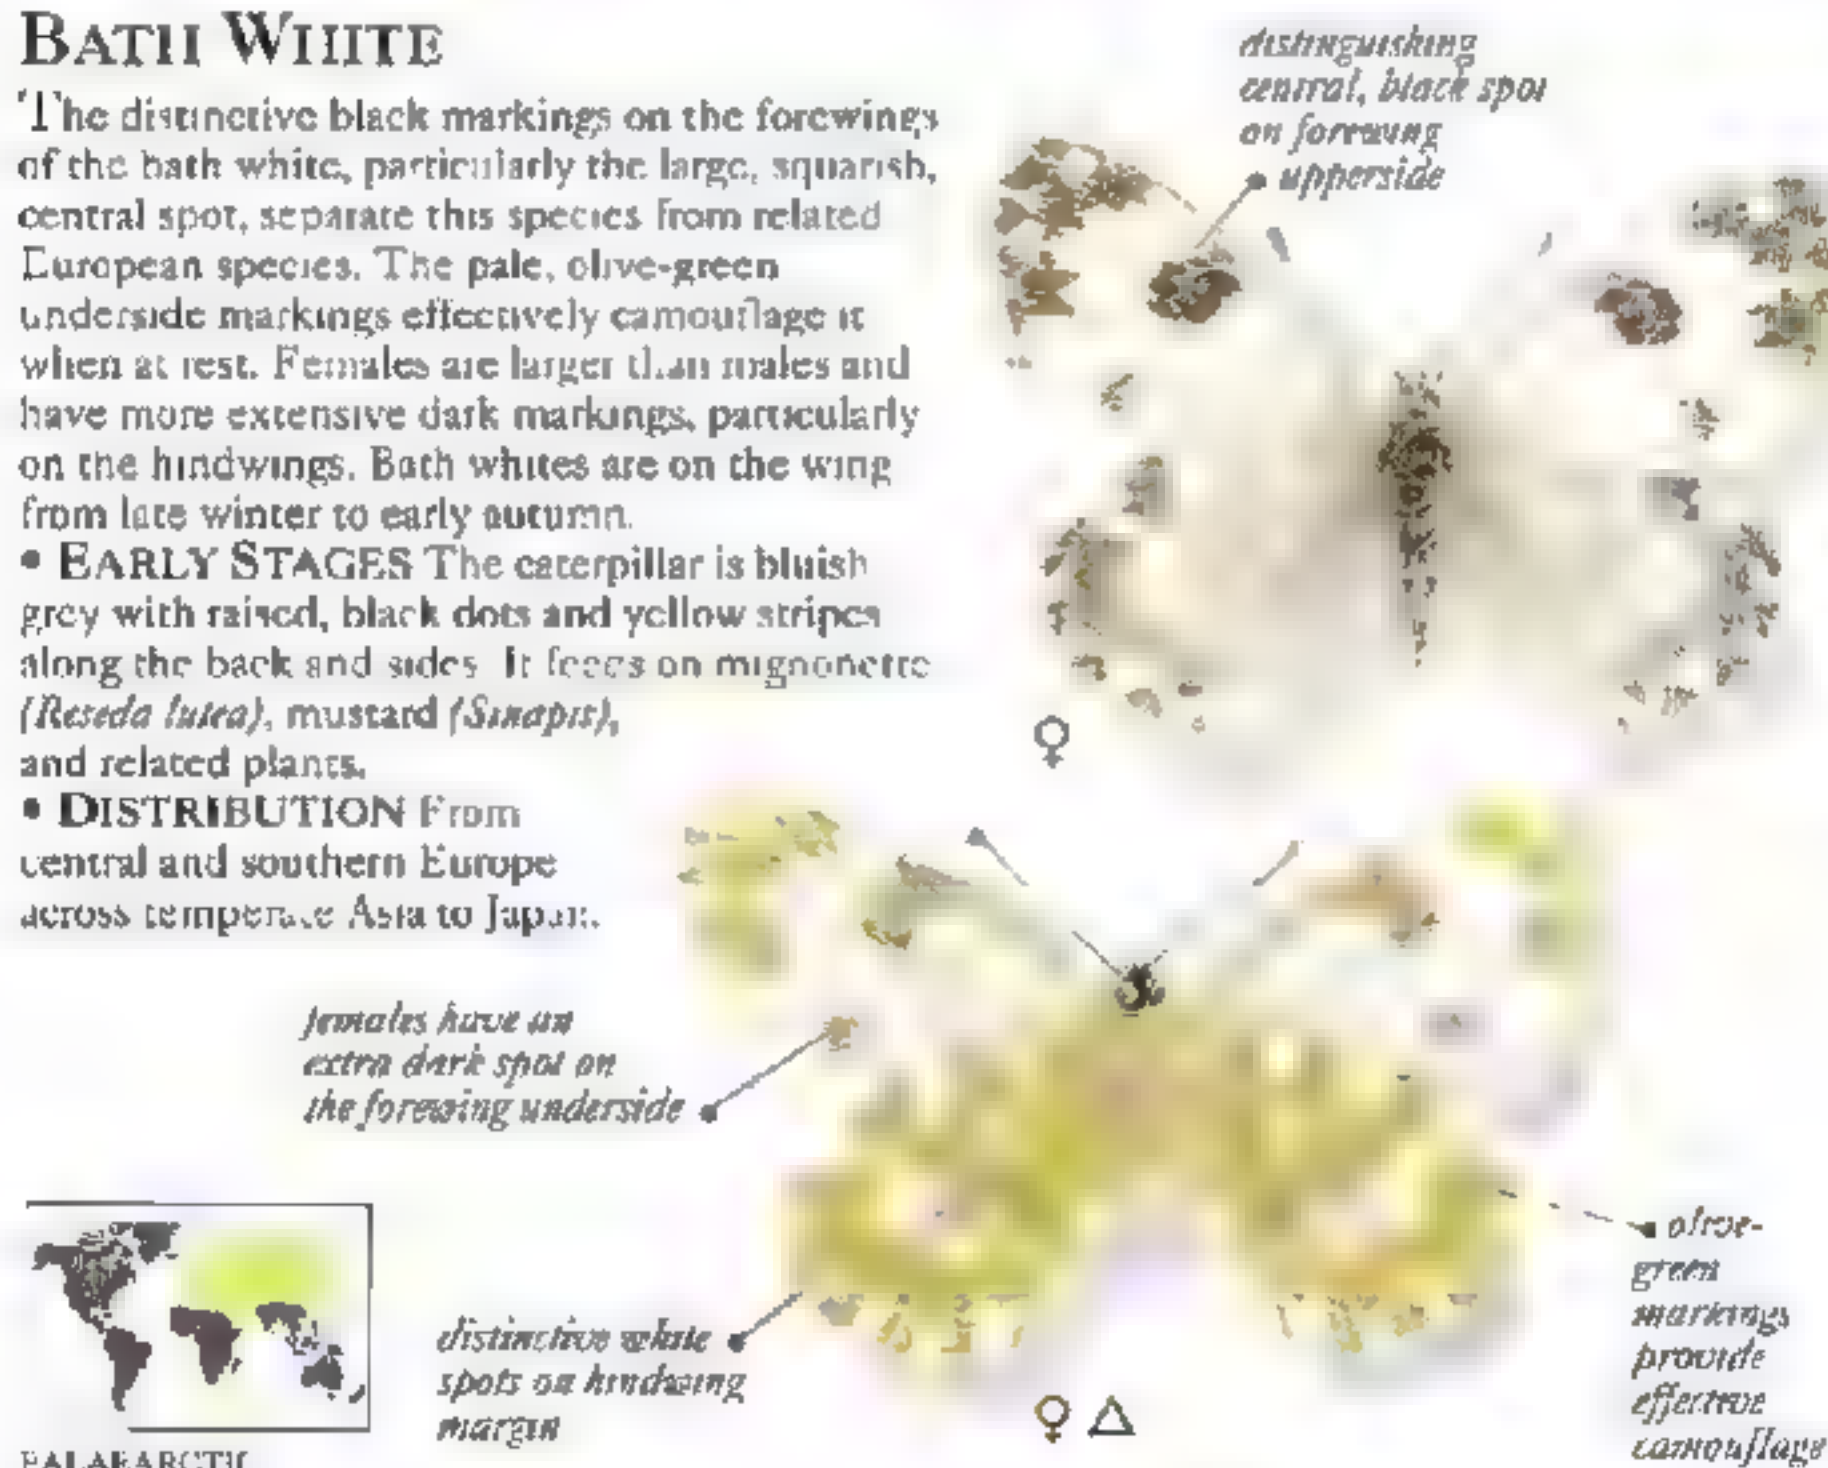 BATH WHITE
The distinctive black markings on the forewings
of the bath white, particularly the large, squarish,
central spot, separate this species from related
European species. The pale, olive-green
underside markings effectively camouflage it
when at rest. Females are larger than males and
have more extensive dark markings, particularly
on the hindwings. Bath whites are on the wing
from late winter to early autumn.
• EARLY STAGES The caterpillar is bluish
grey with raised, black dots and yellow stripes
along the back and sides. It feeds on mignonette
(Reseda lutea), mustard (Sinapis),
and related plants.
• DISTRIBUTION From
central and southern Europe
across temperate Asia to Japan.
distinguishing
central, black spot
on forewing
upperside
♀
females have an
extra dark spot on
the forewing underside
distinctive white
spots on hindwing
margin
♀ △
olive-
green
markings
provide
effective
camouflage
PALAEARCTIC